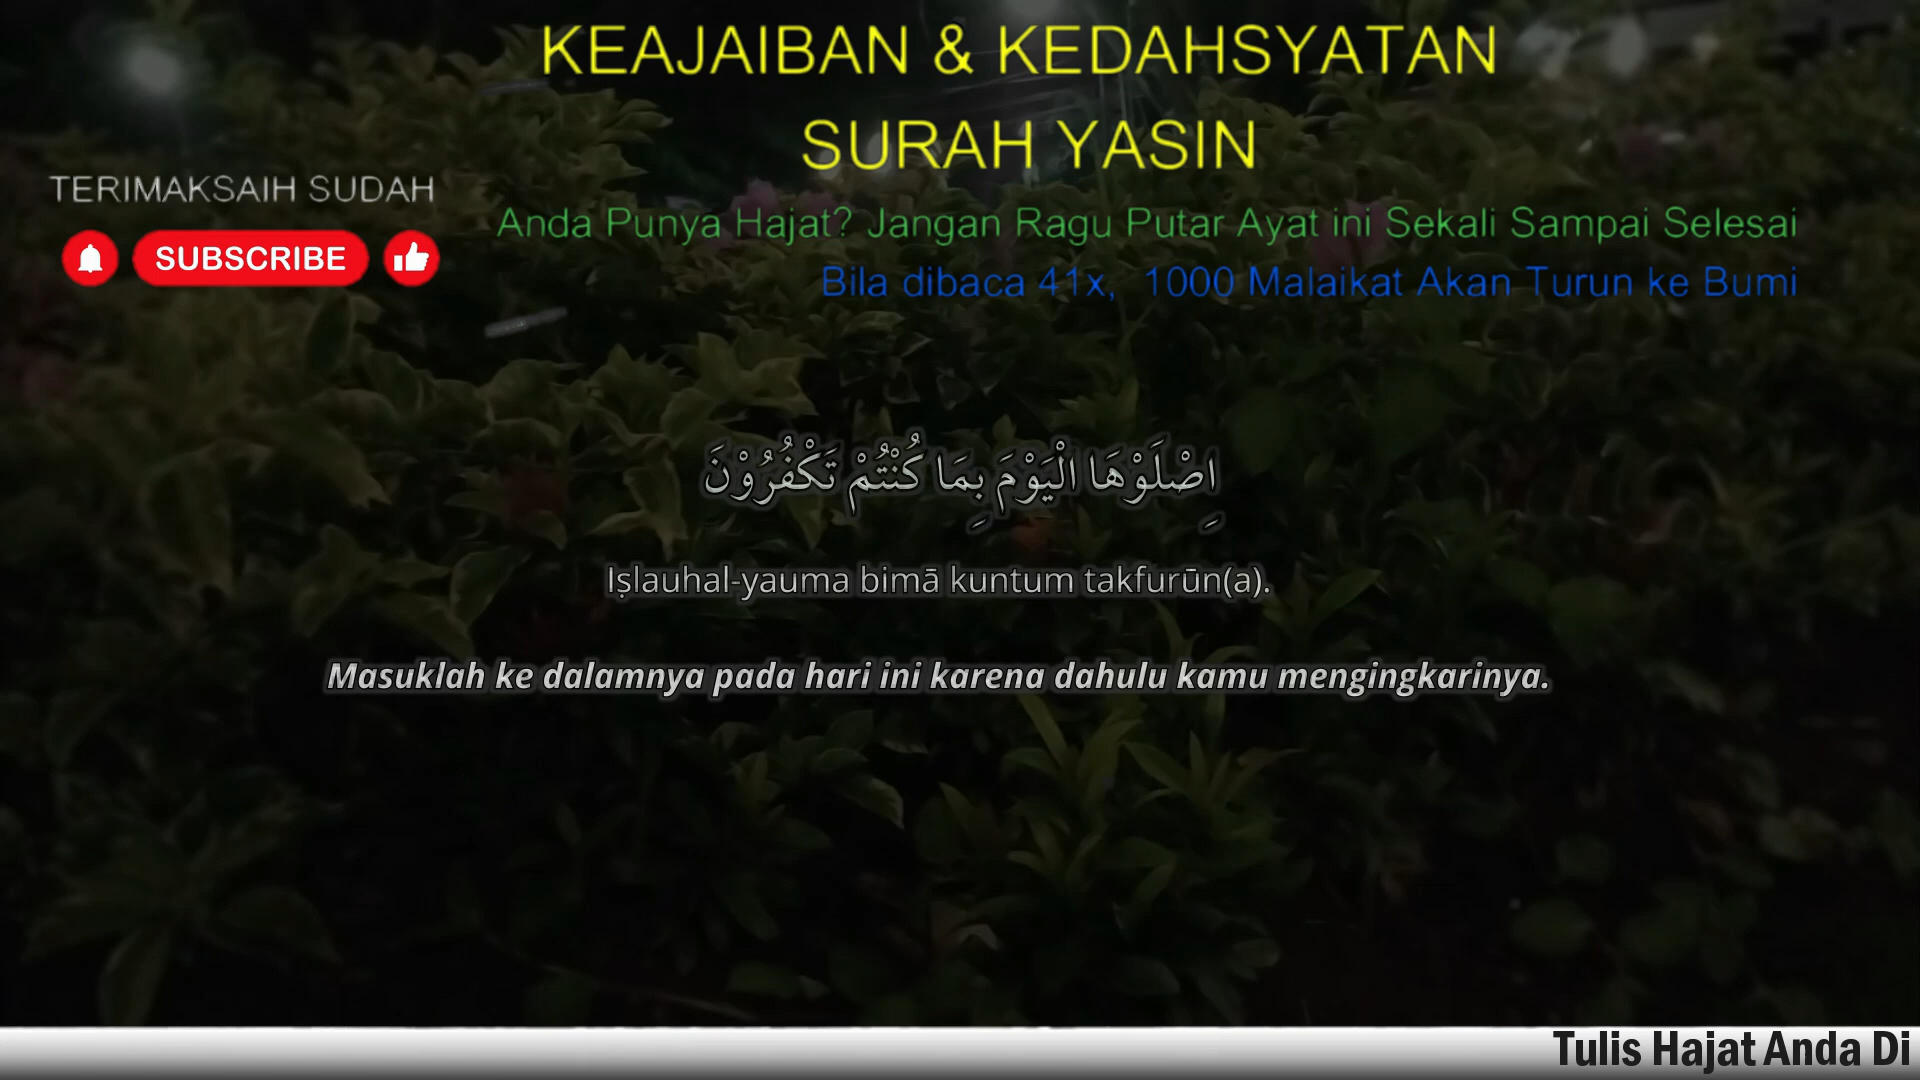 KEAJAIBAN & KEDAHSYATAN
SURAH YASIN
TERIMAKSAIH SUDAH
SUBSCRIBE
Anda Punya Hajat? Jangan Ragu Putar Ayat ini Sekali Sampai Selesai
Bila dibaca 41x, 1000 Malaikat Akan Turun ke Bumi
اِصْلَوْهَا الْيَوْمَ بِمَا كُنْتُمْ تَكْفُرُوْنَ
Iṣlauhal-yauma bimā kuntum takfurūn(a).
Masuklah ke dalamnya pada hari ini karena dahulu kamu mengingkarinya.
Tulis Hajat Anda Di